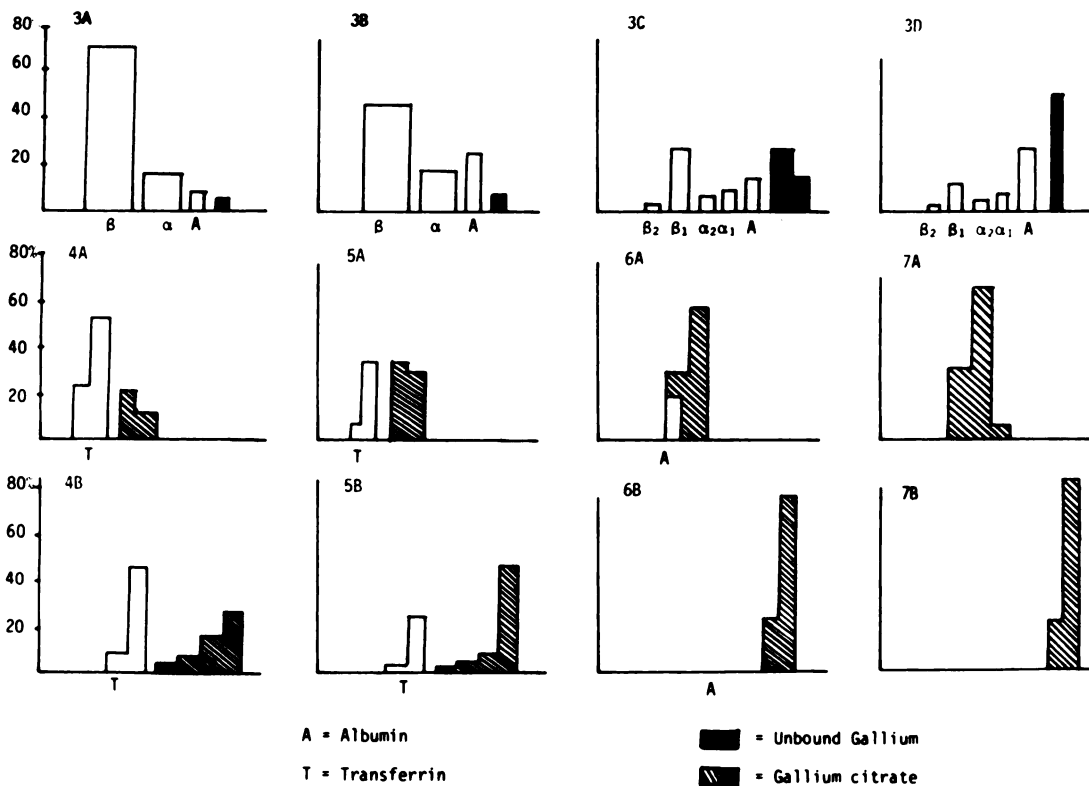 3A 3B 3C 3D
80
60
40
20
β α A
β α A
β₂ β₁ α₂ α₁ A
β₂ β₁ α₂ α₁ A
4A 5A 6A 7A
80%
60
40
20
T T A
4B 5B 6B 7B
80%
60
40
20
T T A
A = Albumin
= Unbound Gallium
T = Transferrin
= Gallium citrate